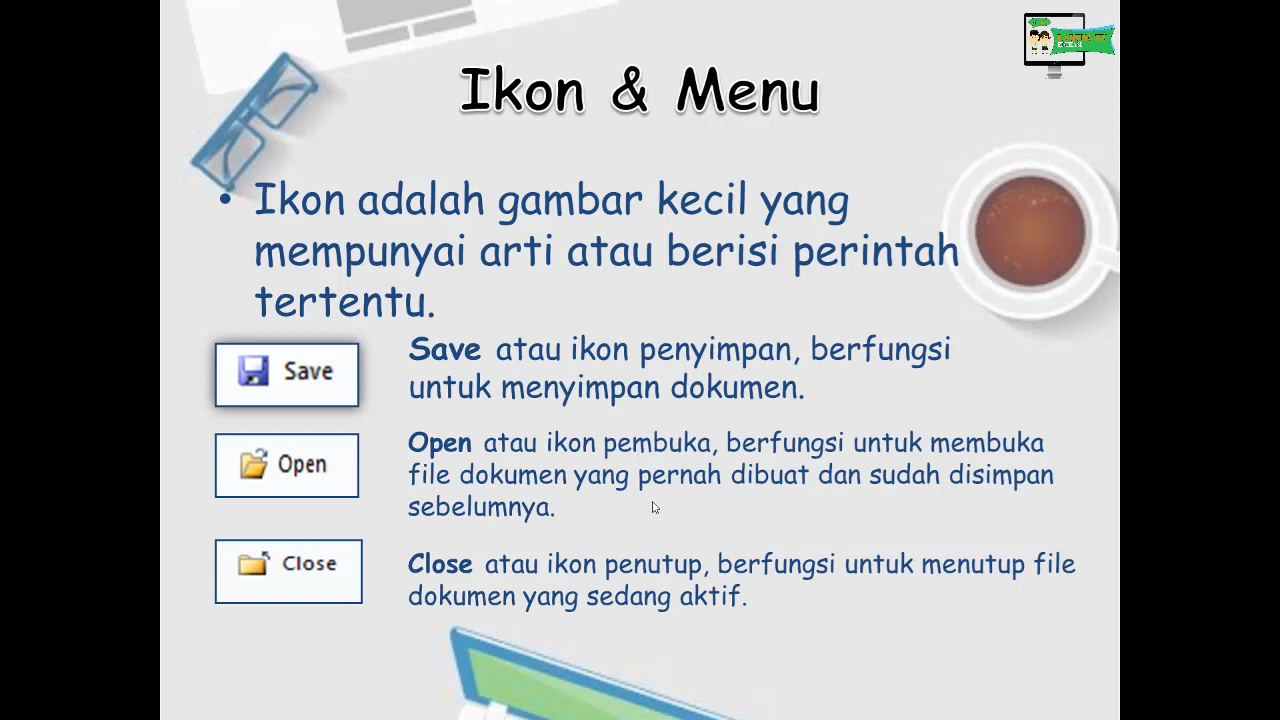 Ikon & Menu
• Ikon adalah gambar kecil yang
mempunyai arti atau berisi perintah
tertentu.
Save
Save atau ikon penyimpan, berfungsi
untuk menyimpan dokumen.
Open
Open atau ikon pembuka, berfungsi untuk membuka
file dokumen yang pernah dibuat dan sudah disimpan
sebelumnya.
Close
Close atau ikon penutup, berfungsi untuk menutup file
dokumen yang sedang aktif.